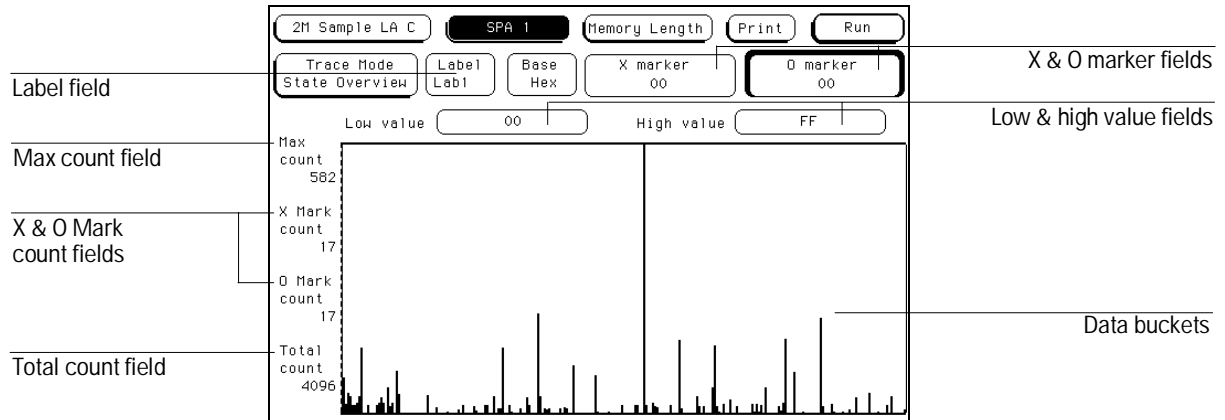 2M Sample LA C
SPA 1
Memory Length
Print
Run
Trace Mode
State Overview
Label
Lab1
Base
Hex
X marker
00
O marker
00
X & O marker fields
Label field
Low value
00
High value
FF
Low & high value fields
Max
count
582
Max count field
X Mark
count
17
X & O Mark
count fields
O Mark
count
17
Data buckets
Total
count
4096
Total count field